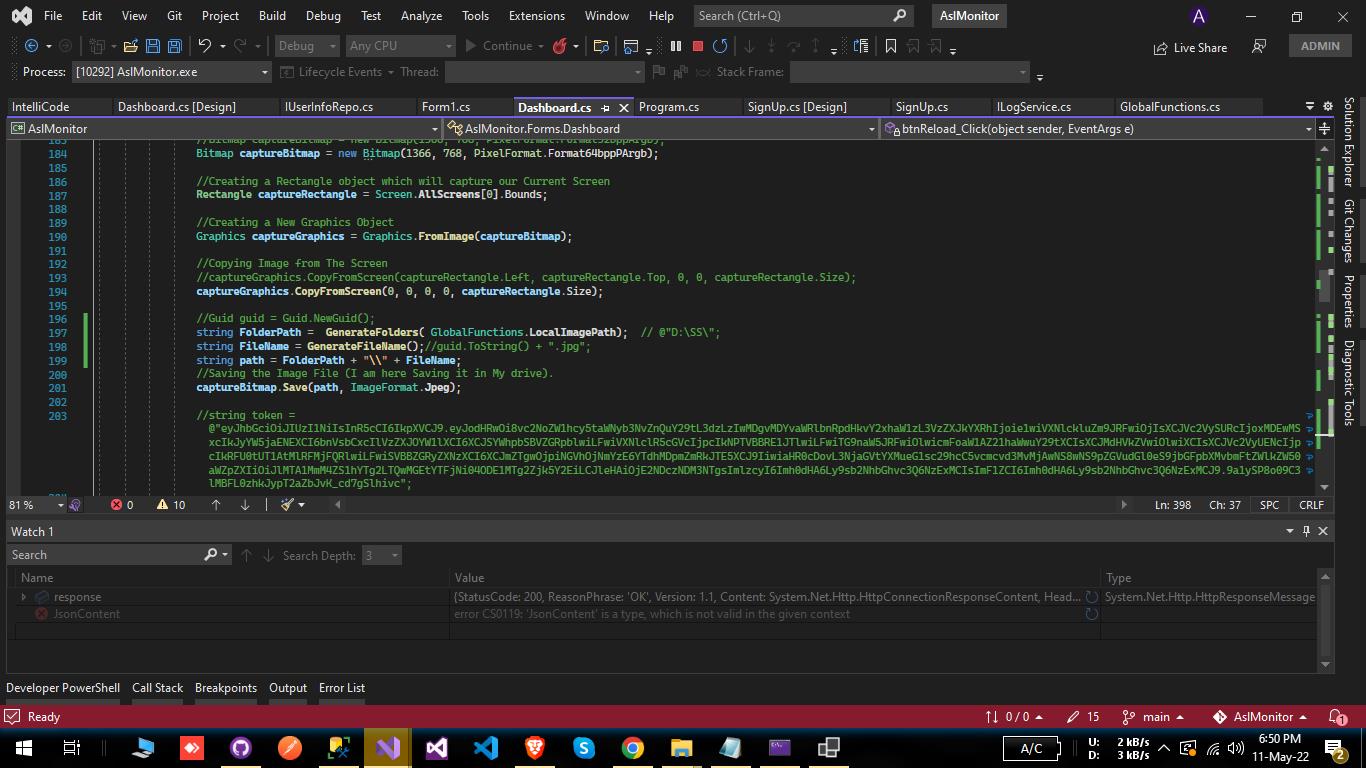 File Edit View Git Project Build Debug Test Analyze Tools Extensions Window Help Search (Ctrl+Q) AslMonitor A
Debug Any CPU Continue Live Share ADMIN
Process: [10292] AslMonitor.exe Lifecycle Events Thread: Stack Frame:
IntelliCode Dashboard.cs [Design] IUserInfoRepo.cs Form1.cs Dashboard.cs Program.cs SignUp.cs [Design] SignUp.cs ILogService.cs GlobalFunctions.cs
C# AslMonitor AslMonitor.Forms.Dashboard btnReload_Click(object sender, EventArgs e)
183 //Bitmap captureBitmap = new Bitmap(1366, 768, PixelFormat.Format32bppArgb);
184 Bitmap captureBitmap = new Bitmap(1366, 768, PixelFormat.Format64bppPArgb);
185
186 //Creating a Rectangle object which will capture our Current Screen
187 Rectangle captureRectangle = Screen.AllScreens[0].Bounds;
188
189 //Creating a New Graphics Object
190 Graphics captureGraphics = Graphics.FromImage(captureBitmap);
191
192 //Copying Image from The Screen
193 //captureGraphics.CopyFromScreen(captureRectangle.Left, captureRectangle.Top, 0, 0, captureRectangle.Size);
194 captureGraphics.CopyFromScreen(0, 0, 0, 0, captureRectangle.Size);
195
196 //Guid guid = Guid.NewGuid();
197 string FolderPath = GenerateFolders( GlobalFunctions.LocalImagePath); // @"D:\SS\";
198 string FileName = GenerateFileName();//guid.ToString() + ".jpg";
199 string path = FolderPath + "\\" + FileName;
200 //Saving the Image File (I am here Saving it in My drive).
201 captureBitmap.Save(path, ImageFormat.Jpeg);
202
203 //string token =
81 % 0 10 Ln: 398 Ch: 37 SPC CRLF
Watch 1
Search Search Depth: 3
Name Value Type
response {StatusCode: 200, ReasonPhrase: 'OK', Version: 1.1, Content: System.Net.Http.HttpConnectionResponseContent, Head... System.Net.Http.HttpResponseMessage
JsonContent error CS0119: 'JsonContent' is a type, which is not valid in the given context
Developer PowerShell Call Stack Breakpoints Output Error List
Ready 0 / 0 15 main AslMonitor 1
A/C U: 2 kB/s D: 3 kB/s 6:50 PM 11-May-22 2
Solution Explorer
Git Changes
Properties
Diagnostic Tools